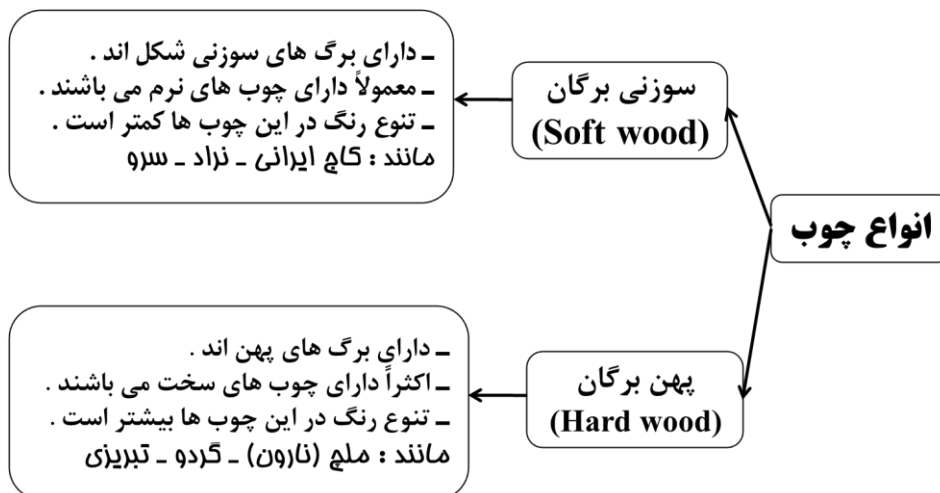 انواع چوب
سوزنی برگان
(Soft wood)
ـ دارای برگ های سوزنی شکل اند .
ـ معمولاً دارای چوب های نرم می باشند .
ـ تنوع رنگ در این چوب ها کمتر است .
مانند : کاج ایرانی ـ نراد ـ سرو
پهن برگان
(Hard wood)
ـ دارای برگ های پهن اند .
ـ اکثراً دارای چوب های سخت می باشند .
ـ تنوع رنگ در این چوب ها بیشتر است .
مانند : ملچ (نارون) ـ گردو ـ تبریزی